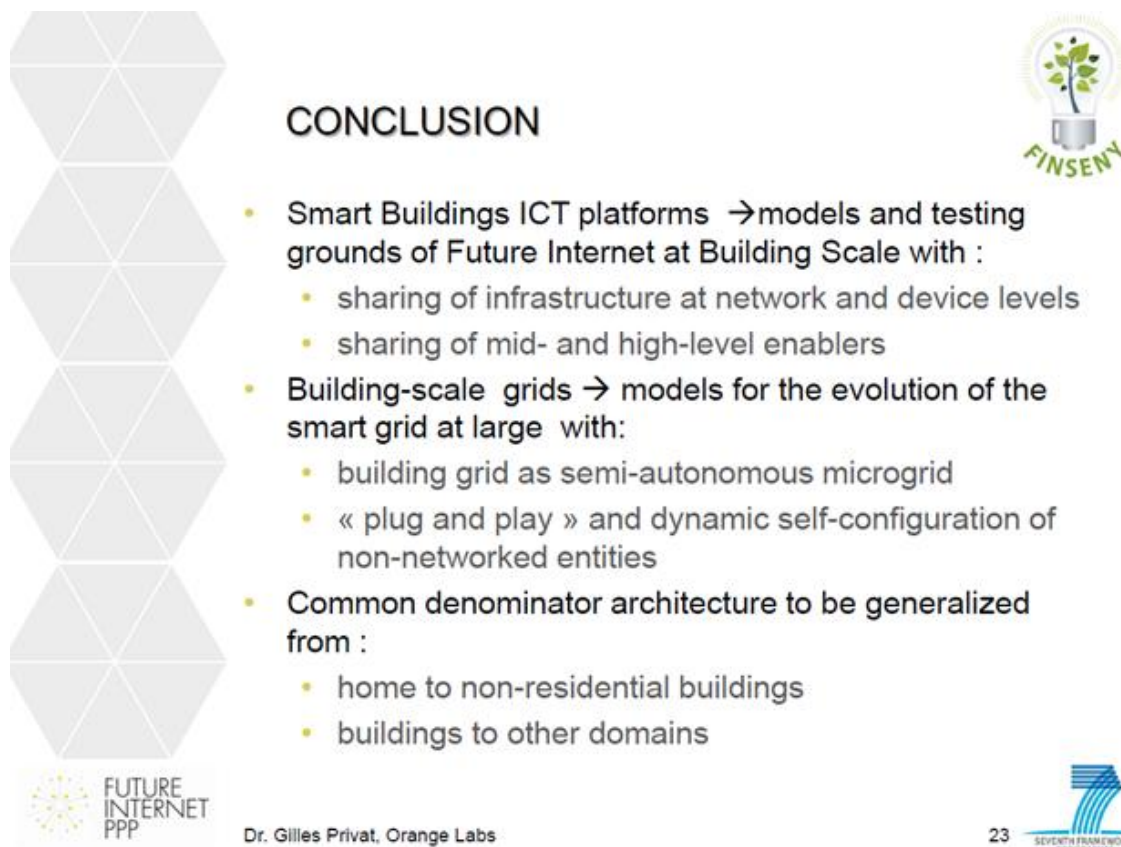 CONCLUSION
FINSENY
• Smart Buildings ICT platforms →models and testing
grounds of Future Internet at Building Scale with :
• sharing of infrastructure at network and device levels
• sharing of mid- and high-level enablers
• Building-scale grids → models for the evolution of the
smart grid at large with:
• building grid as semi-autonomous microgrid
• « plug and play » and dynamic self-configuration of
non-networked entities
• Common denominator architecture to be generalized
from :
• home to non-residential buildings
• buildings to other domains
FUTURE
INTERNET
PPP
Dr. Gilles Privat, Orange Labs
23
7
SEVENTH